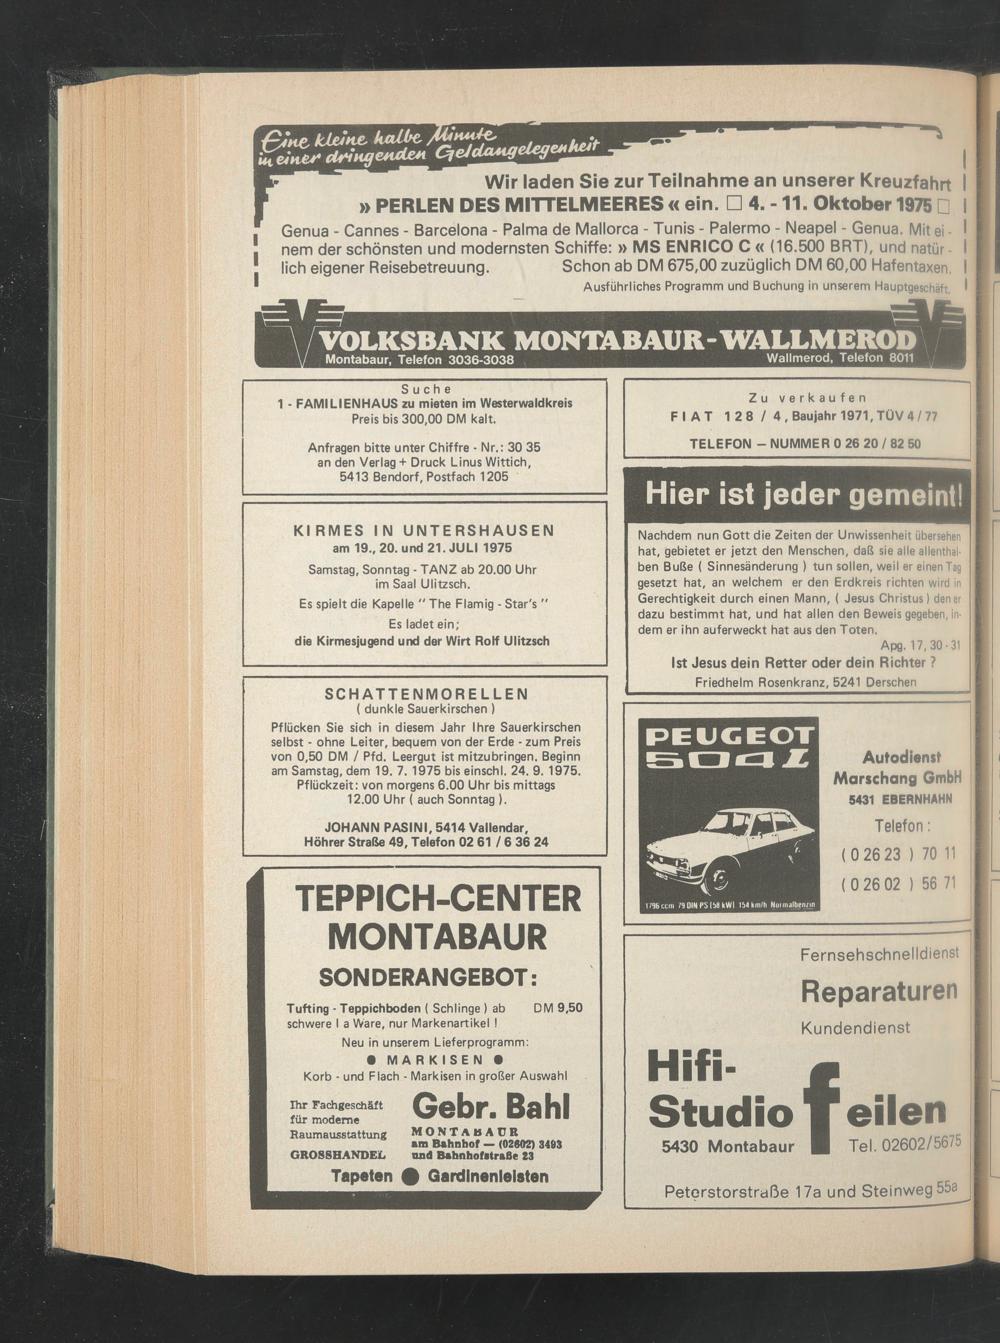 Eine kleine halbe Minute
in einer dringenden Geldangelegenheit
Wir laden Sie zur Teilnahme an unserer Kreuzfahrt
» PERLEN DES MITTELMEERES « ein. □ 4. - 11. Oktober 1975 □
Genua - Cannes - Barcelona - Palma de Mallorca - Tunis - Palermo - Neapel - Genua. Mit ei -
nem der schönsten und modernsten Schiffe: » MS ENRICO C « (16.500 BRT), und natür -
lich eigener Reisebetreuung. Schon ab DM 675,00 zuzüglich DM 60,00 Hafentaxen.
Ausführliches Programm und Buchung in unserem Hauptgeschäft.
VOLKSBANK MONTABAUR-WALLMEROD
Montabaur, Telefon 3036-3038 Wallmerod, Telefon 8011
Suche
1 - FAMILIENHAUS zu mieten im Westerwaldkreis
Preis bis 300,00 DM kalt.
Anfragen bitte unter Chiffre - Nr.: 30 35
an den Verlag + Druck Linus Wittich,
5413 Bendorf, Postfach 1205
KIRMES IN UNTERSHAUSEN
am 19., 20. und 21. JULI 1975
Samstag, Sonntag - TANZ ab 20.00 Uhr
im Saal Ulitzsch.
Es spielt die Kapelle " The Flamig - Star's "
Es ladet ein;
die Kirmesjugend und der Wirt Rolf Ulitzsch
SCHATTENMORELLEN
( dunkle Sauerkirschen )
Pflücken Sie sich in diesem Jahr Ihre Sauerkirschen
selbst - ohne Leiter, bequem von der Erde - zum Preis
von 0,50 DM / Pfd. Leergut ist mitzubringen. Beginn
am Samstag, dem 19. 7. 1975 bis einschl. 24. 9. 1975.
Pflückzeit: von morgens 6.00 Uhr bis mittags
12.00 Uhr ( auch Sonntag ).
JOHANN PASINI, 5414 Vallendar,
Höhrer Straße 49, Telefon 02 61 / 6 36 24
TEPPICH-CENTER
MONTABAUR
SONDERANGEBOT:
Tufting - Teppichboden ( Schlinge ) ab DM 9,50
schwere I a Ware, nur Markenartikel !
Neu in unserem Lieferprogramm:
● MARKISEN ●
Korb - und Flach - Markisen in großer Auswahl
Ihr Fachgeschäft
für moderne
Raumausstattung
GROSSHANDEL
Gebr. Bahl
MONTABAUR
am Bahnhof — (02602) 3493
und Bahnhofstraße 23
Tapeten ● Gardinenleisten
Zu verkaufen
FIAT 128 / 4, Baujahr 1971, TÜV 4 / 77
TELEFON – NUMMER 0 26 20 / 82 50
Hier ist jeder gemeint!
Nachdem nun Gott die Zeiten der Unwissenheit übersehen
hat, gebietet er jetzt den Menschen, daß sie alle allenthal-
ben Buße ( Sinnesänderung ) tun sollen, weil er einen Tag
gesetzt hat, an welchem er den Erdkreis richten wird in
Gerechtigkeit durch einen Mann, ( Jesus Christus ) den er
dazu bestimmt hat, und hat allen den Beweis gegeben, in-
dem er ihn auferweckt hat aus den Toten.
Apg. 17, 30 - 31
Ist Jesus dein Retter oder dein Richter ?
Friedhelm Rosenkranz, 5241 Derschen
PEUGEOT
504L
1796 ccm 79 DIN PS (58 kW) 154 km/h Normalbenzin
Autodienst
Marschang GmbH
5431 EBERNHAHN
Telefon :
( 0 26 23 ) 70 11
( 0 26 02 ) 56 71
Fernsehschnelldienst
Reparaturen
Kundendienst
Hifi-
Studio feilen
5430 Montabaur Tel. 02602/5675
Peterstorstraße 17a und Steinweg 55a